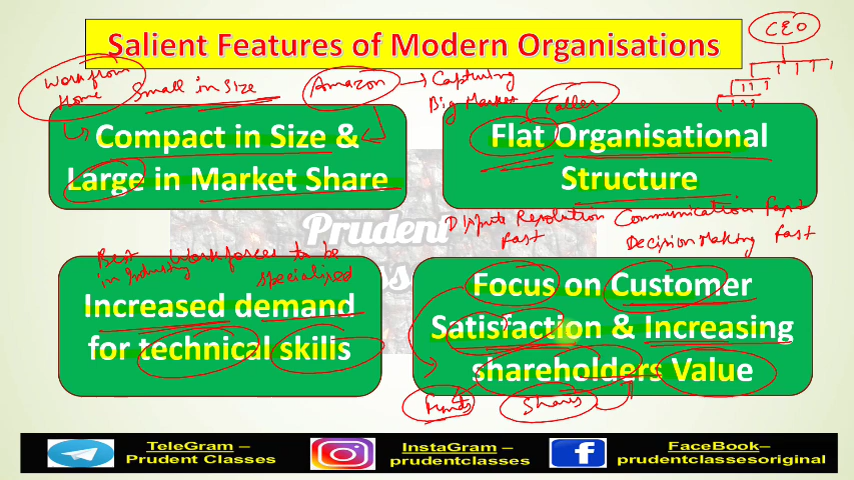 Salient Features of Modern Organisations
CEO
Work from
Home
Small in Size
Amazon
Capturing
Big Market
Taller
Compact in Size &
Large in Market Share
Flat Organisational
Structure
Prudent
Resolution
fast
Communication Fast
Decision Making fast
Best
in Industry
workforces to be
specialized
Increased demand
for technical skills
Focus on Customer
Satisfaction & Increasing
shareholders Value
Funds
Shares
TeleGram–
Prudent Classes
InstaGram–
prudentclasses
FaceBook–
prudentclassesoriginal